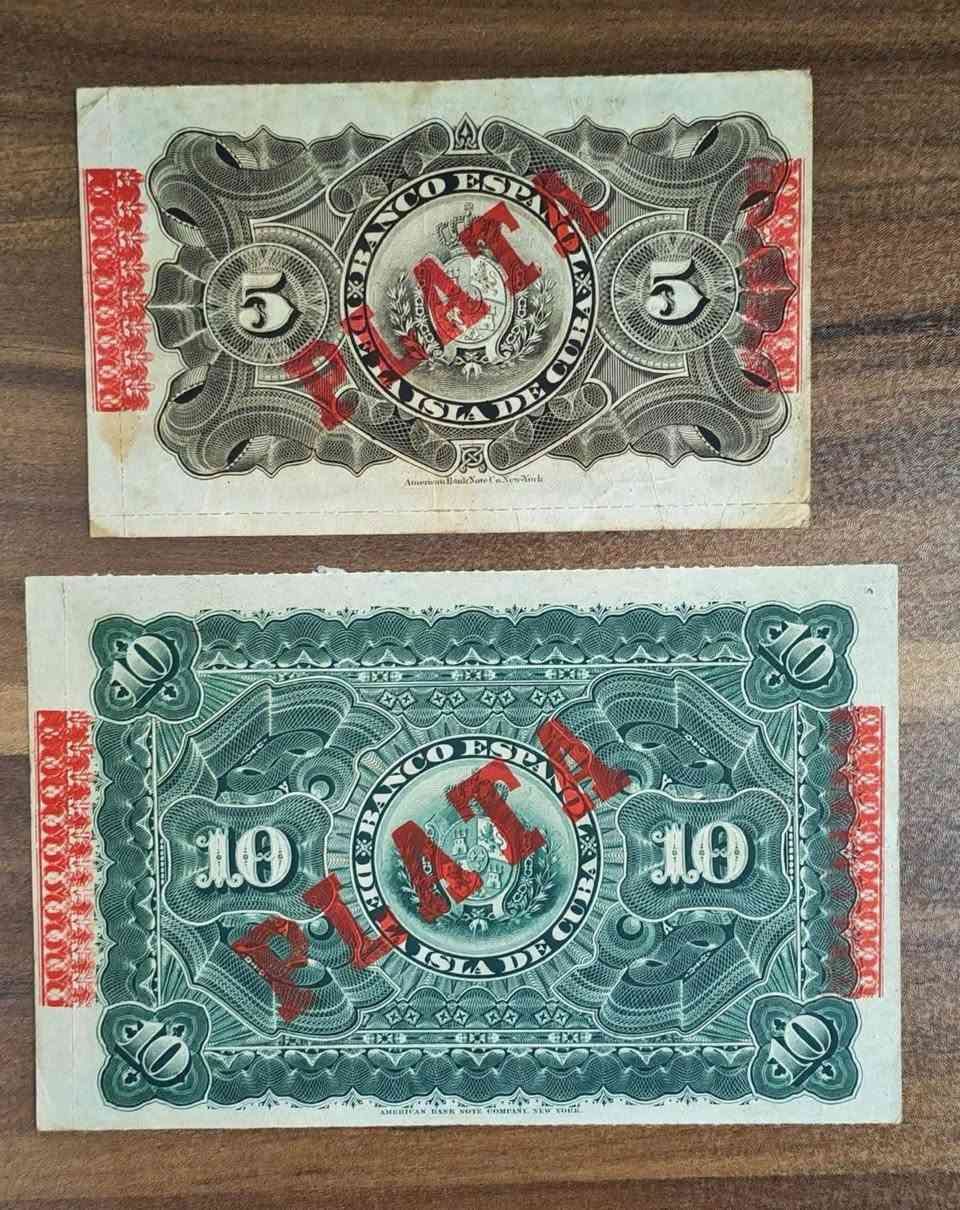 BANCO ESPAÑOL
DE LA ISLA DE CUBA
5
5
PLATA
American Bank Note Co. New-York
10
10
BANCO ESPAÑOL
DE LA ISLA DE CUBA
10
10
PLATA
10
10
AMERICAN BANK NOTE COMPANY, NEW YORK.